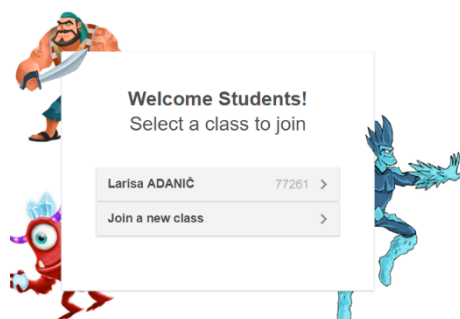 Welcome Students!
Select a class to join
Larisa ADANIČ 77261 >
Join a new class >